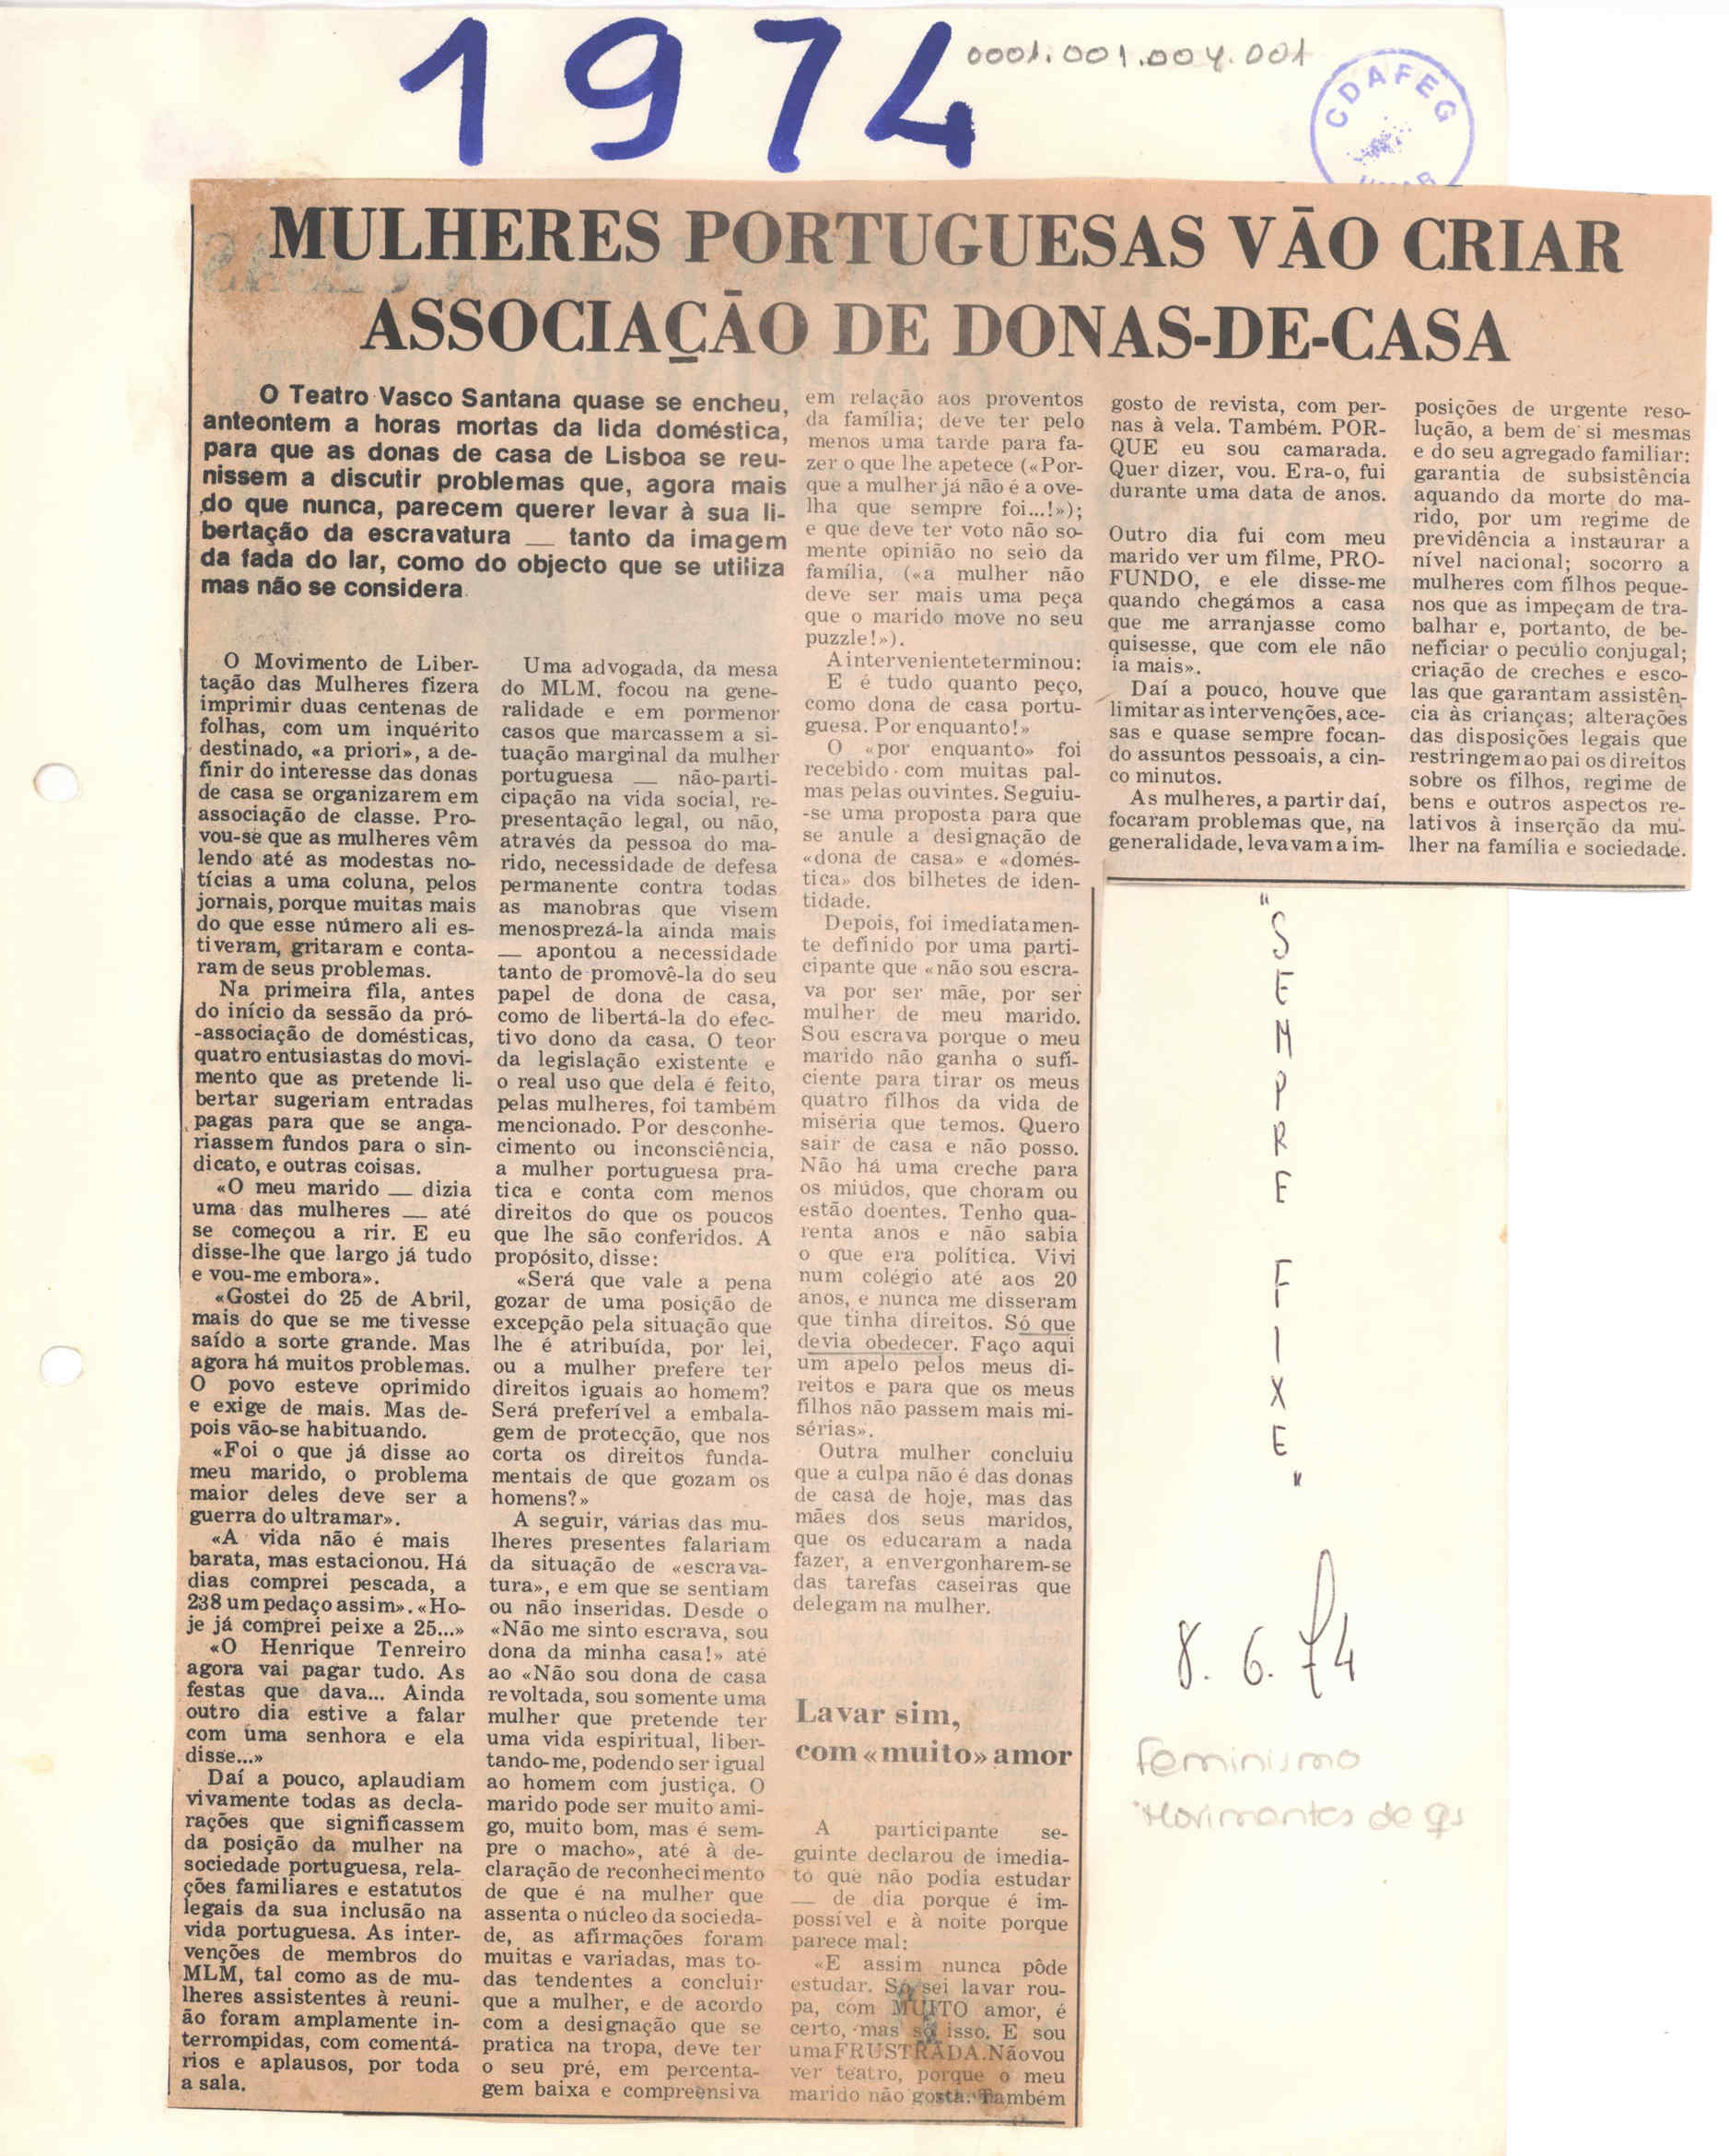 1974
0001.001.004.001
CDAFEG
UMAR
MULHERES PORTUGUESAS VÃO CRIAR
ASSOCIAÇÃO DE DONAS-DE-CASA
O Teatro Vasco Santana quase se encheu,
anteontem a horas mortas da lida doméstica,
para que as donas de casa de Lisboa se reu-
nissem a discutir problemas que, agora mais
do que nunca, parecem querer levar à sua li-
bertação da escravatura — tanto da imagem
da fada do lar, como do objecto que se utiliza
mas não se considera.
O Movimento de Liber-
tação das Mulheres fizera
imprimir duas centenas de
folhas, com um inquérito
destinado, «a priori», a de-
finir do interesse das donas
de casa se organizarem em
associação de classe. Pro-
vou-se que as mulheres vêm
lendo até as modestas no-
tícias a uma coluna, pelos
jornais, porque muitas mais
do que esse número ali es-
tiveram, gritaram e conta-
ram de seus problemas.
Na primeira fila, antes
do início da sessão da pró-
-associação de domésticas,
quatro entusiastas do movi-
mento que as pretende li-
bertar sugeriam entradas
pagas para que se anga-
riassem fundos para o sin-
dicato, e outras coisas.
«O meu marido — dizia
uma das mulheres — até
se começou a rir. E eu
disse-lhe que largo já tudo
e vou-me embora».
«Gostei do 25 de Abril,
mais do que se me tivesse
saído a sorte grande. Mas
agora há muitos problemas.
O povo esteve oprimido
e exige de mais. Mas de-
pois vão-se habituando.
«Foi o que já disse ao
meu marido, o problema
maior deles deve ser a
guerra do ultramar».
«A vida não é mais
barata, mas estacionou. Há
dias comprei pescada, a
238 um pedaço assim». «Ho-
je já comprei peixe a 25...»
«O Henrique Tenreiro
agora vai pagar tudo. As
festas que dava... Ainda
outro dia estive a falar
com uma senhora e ela
disse...»
Daí a pouco, aplaudiam
vivamente todas as decla-
rações que significassem
da posição da mulher na
sociedade portuguesa, rela-
ções familiares e estatutos
legais da sua inclusão na
vida portuguesa. As inter-
venções de membros do
MLM, tal como as de mu-
lheres assistentes à reuni-
ão foram amplamente in-
terrompidas, com comentá-
rios e aplausos, por toda
a sala.
Uma advogada, da mesa
do MLM, focou na gene-
ralidade e em pormenor
casos que marcassem a si-
tuação marginal da mulher
portuguesa — não-parti-
cipação na vida social, re-
presentação legal, ou não,
através da pessoa do ma-
rido, necessidade de defesa
permanente contra todas
as manobras que visem
menosprezá-la ainda mais
— apontou a necessidade
tanto de promovê-la do seu
papel de dona de casa,
como de libertá-la do efec-
tivo dono da casa. O teor
da legislação existente e
o real uso que dela é feito,
pelas mulheres, foi também
mencionado. Por desconhe-
cimento ou inconsciência,
a mulher portuguesa pra-
tica e conta com menos
direitos do que os poucos
que lhe são conferidos. A
propósito, disse:
«Será que vale a pena
gozar de uma posição de
excepção pela situação que
lhe é atribuída, por lei,
ou a mulher prefere ter
direitos iguais ao homem?
Será preferível a embala-
gem de protecção, que nos
corta os direitos funda-
mentais de que gozam os
homens?»
A seguir, várias das mu-
lheres presentes falariam
da situação de «escrava-
tura», e em que se sentiam
ou não inseridas. Desde o
«Não me sinto escrava, sou
dona da minha casa!» até
ao «Não sou dona de casa
revoltada, sou somente uma
mulher que pretende ter
uma vida espiritual, liber-
tando-me, podendo ser igual
ao homem com justiça. O
marido pode ser muito ami-
go, muito bom, mas é sem-
pre o macho», até à de-
claração de reconhecimento
de que é na mulher que
assenta o núcleo da socieda-
de, as afirmações foram
muitas e variadas, mas to-
das tendentes a concluir
que a mulher, e de acordo
com a designação que se
pratica na tropa, deve ter
o seu pré, em percenta-
gem baixa e compreensiva
em relação aos proventos
da família; deve ter pelo
menos uma tarde para fa-
zer o que lhe apetece («Por-
que a mulher já não é a ove-
lha que sempre foi...!»);
e que deve ter voto não so-
mente opinião no seio da
família, («a mulher não
deve ser mais uma peça
que o marido move no seu
puzzle!»).
A interveniente terminou:
E é tudo quanto peço,
como dona de casa portu-
guesa. Por enquanto!»
O «por enquanto» foi
recebido com muitas pal-
mas pelas ouvintes. Seguiu-
-se uma proposta para que
se anule a designação de
«dona de casa» e «domés-
tica» dos bilhetes de iden-
tidade.
Depois, foi imediatamen-
te definido por uma parti-
cipante que «não sou escra-
va por ser mãe, por ser
mulher de meu marido.
Sou escrava porque o meu
marido não ganha o sufi-
ciente para tirar os meus
quatro filhos da vida de
miséria que temos. Quero
sair de casa e não posso.
Não há uma creche para
os miúdos, que choram ou
estão doentes. Tenho qua-
renta anos e não sabia
o que era política. Vivi
num colégio até aos 20
anos, e nunca me disseram
que tinha direitos. Só que
devia obedecer. Faço aqui
um apelo pelos meus di-
reitos e para que os meus
filhos não passem mais mi-
sérias».
Outra mulher concluiu
que a culpa não é das donas
de casa de hoje, mas das
mães dos seus maridos,
que os educaram a nada
fazer, a envergonharem-se
das tarefas caseiras que
delegam na mulher.
Lavar sim,
com «muito» amor
A participante se-
guinte declarou de imedia-
to que não podia estudar
— de dia porque é im-
possível e à noite porque
parece mal:
«E assim nunca pôde
estudar. Só sei lavar rou-
pa, com MUITO amor, é
certo, mas só isso. E sou
uma FRUSTRADA. Não vou
ver teatro, porque o meu
marido não gosta. Também
gosto de revista, com per-
nas à vela. Também. POR-
QUE eu sou camarada.
Quer dizer, vou. Era-o, fui
durante uma data de anos.
Outro dia fui com meu
marido ver um filme, PRO-
FUNDO, e ele disse-me
quando chegámos a casa
que me arranjasse como
quisesse, que com ele não
ia mais».
Daí a pouco, houve que
limitar as intervenções, ace-
sas e quase sempre focan-
do assuntos pessoais, a cin-
co minutos.
As mulheres, a partir daí,
focaram problemas que, na
generalidade, levavam a im-
posições de urgente reso-
lução, a bem de si mesmas
e do seu agregado familiar:
garantia de subsistência
aquando da morte do ma-
rido, por um regime de
previdência a instaurar a
nível nacional; socorro a
mulheres com filhos peque-
nos que as impeçam de tra-
balhar e, portanto, de be-
neficiar o pecúlio conjugal;
criação de creches e esco-
las que garantam assistên-
cia às crianças; alterações
das disposições legais que
restringem ao pai os direitos
sobre os filhos, regime de
bens e outros aspectos re-
lativos à inserção da mu-
lher na família e sociedade.
"SEMPRE FIXE"
8.6.74
Feminismo
Movimentos de